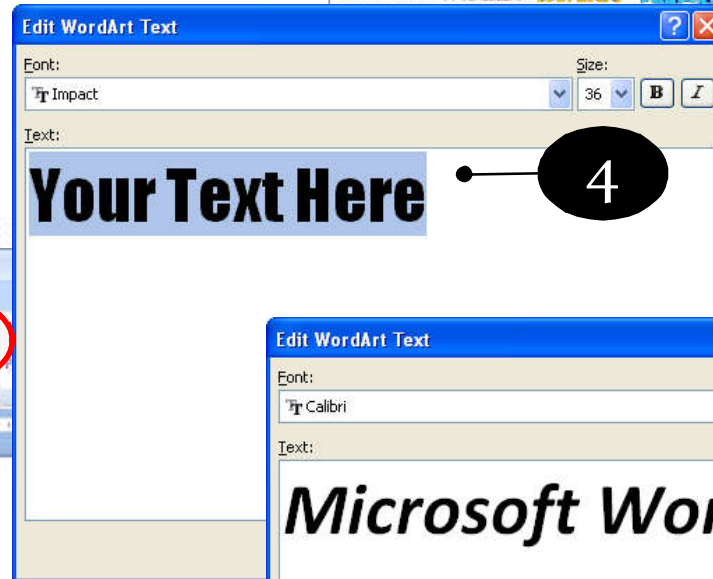 Edit WordArt Text
Font:
Size:
Impact
36
B
I
Text:
Your Text Here
4
Edit WordArt Text
Font:
Calibri
Text:
Microsoft Wor